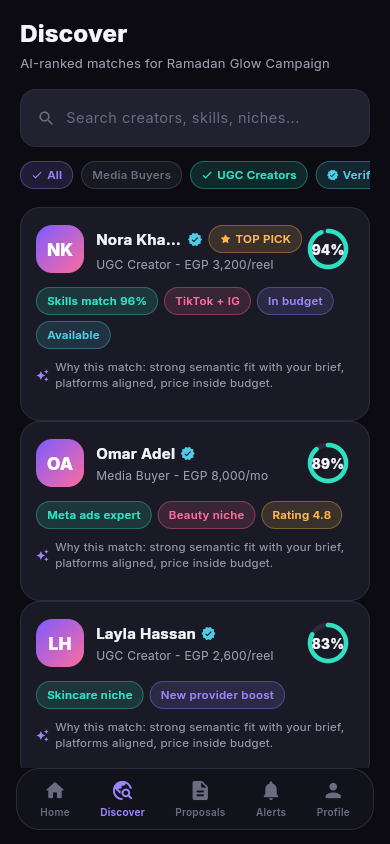 Discover
AI-ranked matches for Ramadan Glow Campaign
Search creators, skills, niches...
All Media Buyers UGC Creators Verif
NK Nora Kha... TOP PICK 94%
UGC Creator - EGP 3,200/reel
Skills match 96% TikTok + IG In budget
Available
Why this match: strong semantic fit with your brief,
platforms aligned, price inside budget.
OA Omar Adel 89%
Media Buyer - EGP 8,000/mo
Meta ads expert Beauty niche Rating 4.8
Why this match: strong semantic fit with your brief,
platforms aligned, price inside budget.
LH Layla Hassan 83%
UGC Creator - EGP 2,600/reel
Skincare niche New provider boost
Why this match: strong semantic fit with your brief,
platforms aligned, price inside budget.
Home Discover Proposals Alerts Profile